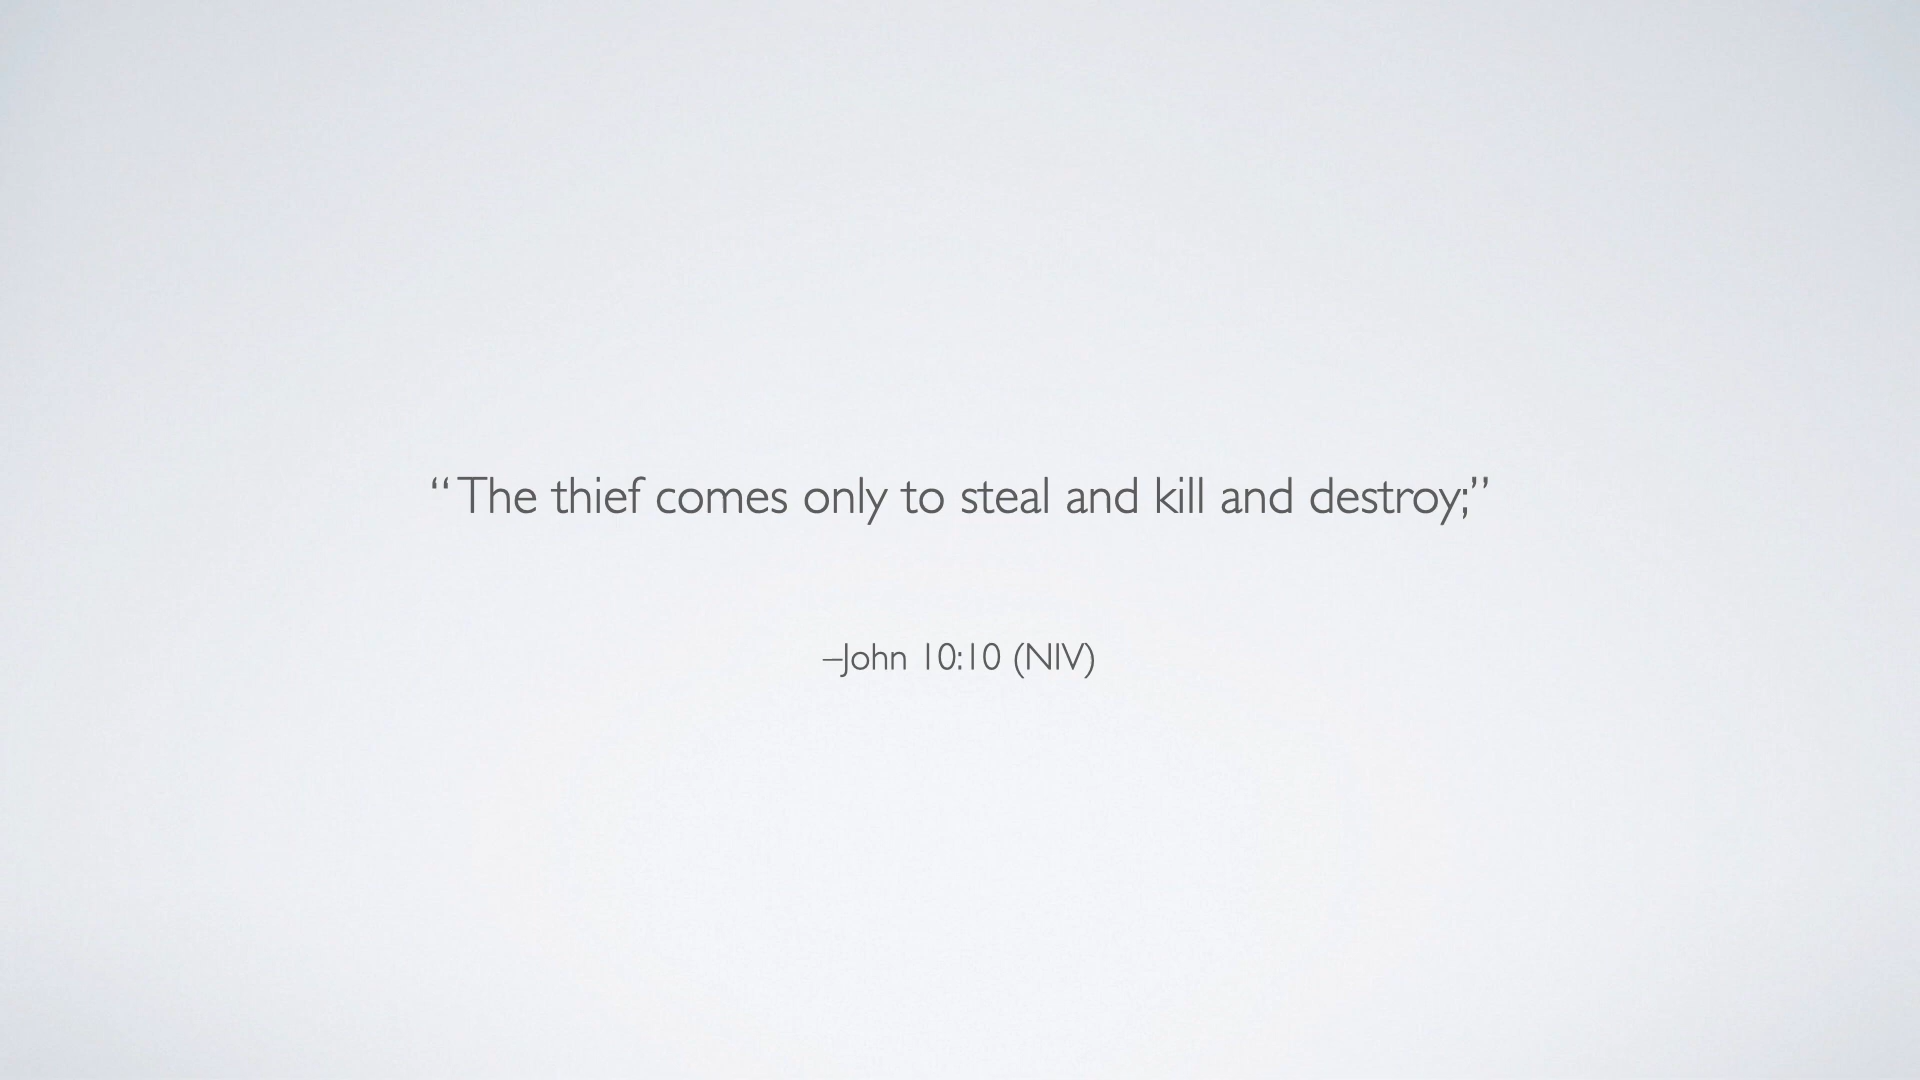 “The thief comes only to steal and kill and destroy;”
–John 10:10 (NIV)